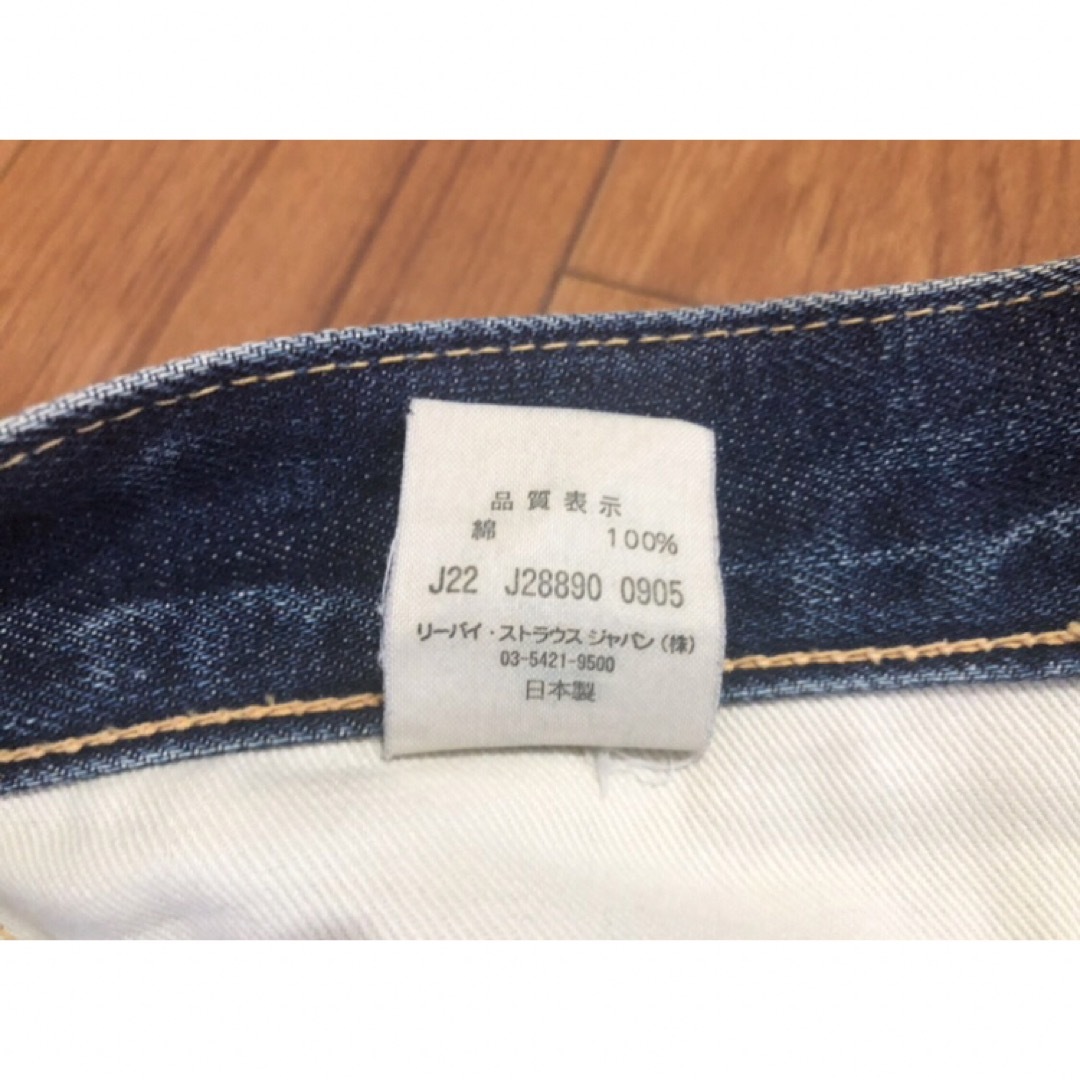 品質表示
綿 100%
J22 J28890 0905
リーバイ・ストラウス ジャパン(株)
03-5421-9500
日本製